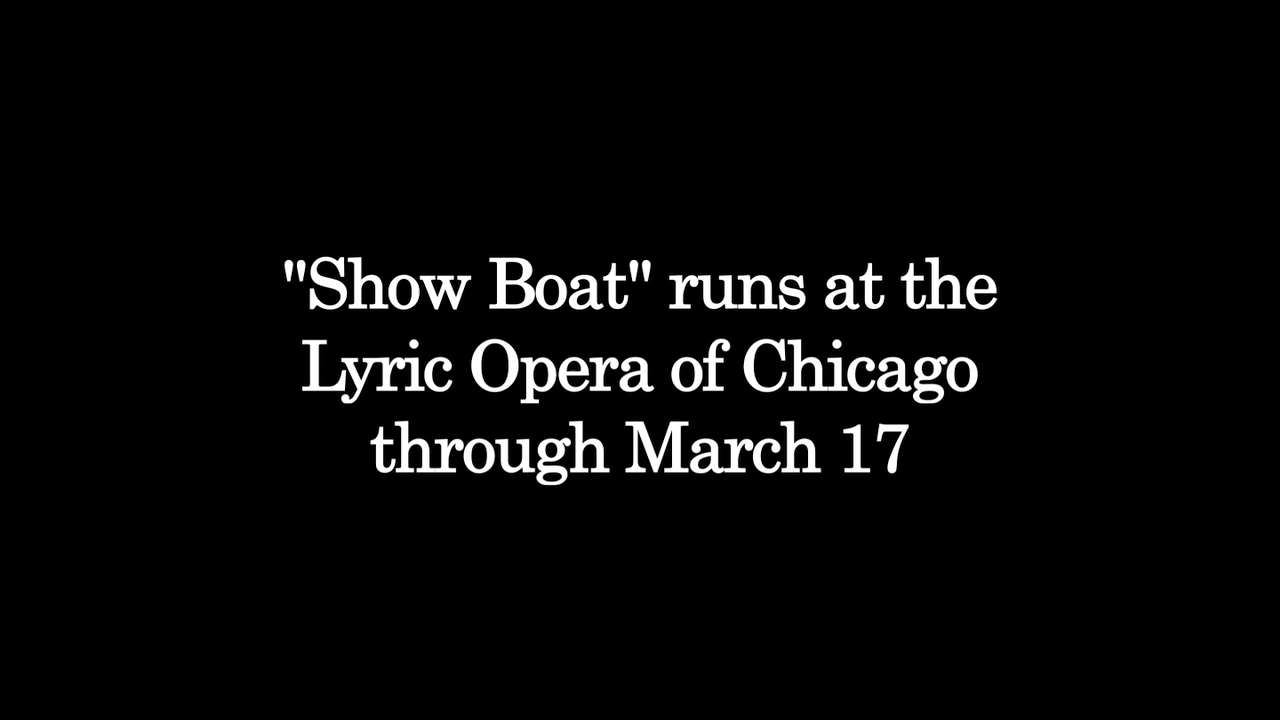 "Show Boat" runs at the
Lyric Opera of Chicago
through March 17